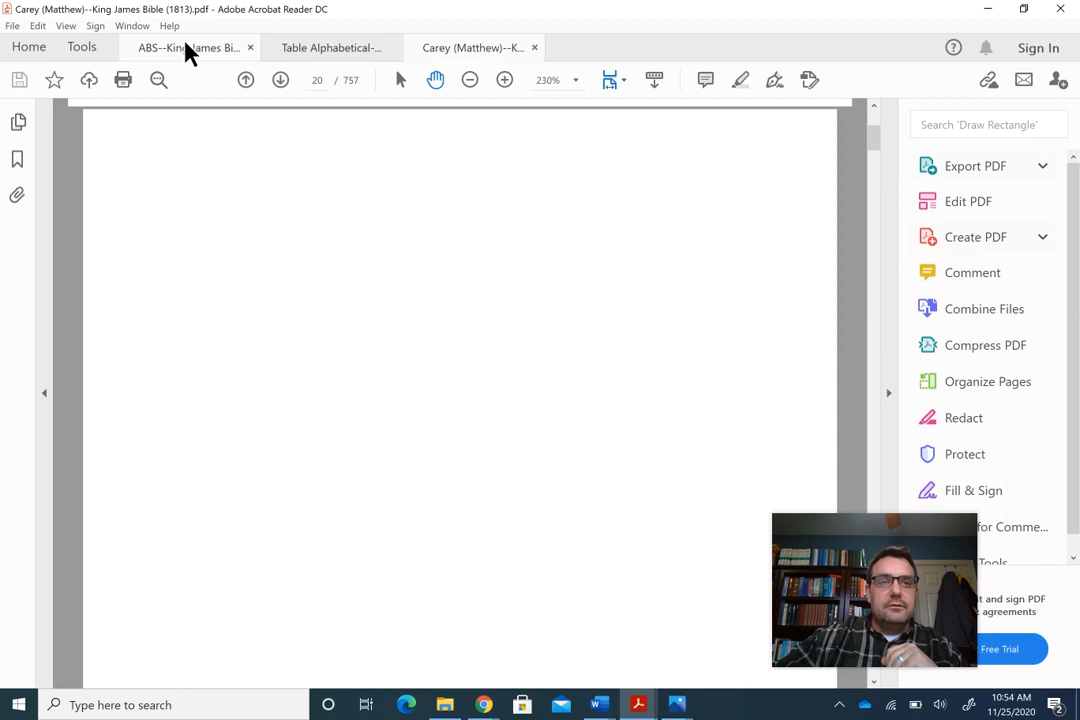 Carey (Matthew)--King James Bible (1813).pdf - Adobe Acrobat Reader DC
File Edit View Sign Window Help
Home Tools ABS--King James Bi... × Table Alphabetical-... Carey (Matthew)--K... × Sign In
20 / 757 230%
Search 'Draw Rectangle'
Export PDF
Edit PDF
Create PDF
Comment
Combine Files
Compress PDF
Organize Pages
Redact
Protect
Fill & Sign
for Comme...
Tools
t and sign PDF
agreements
Free Trial
Type here to search
10:54 AM
11/25/2020
2